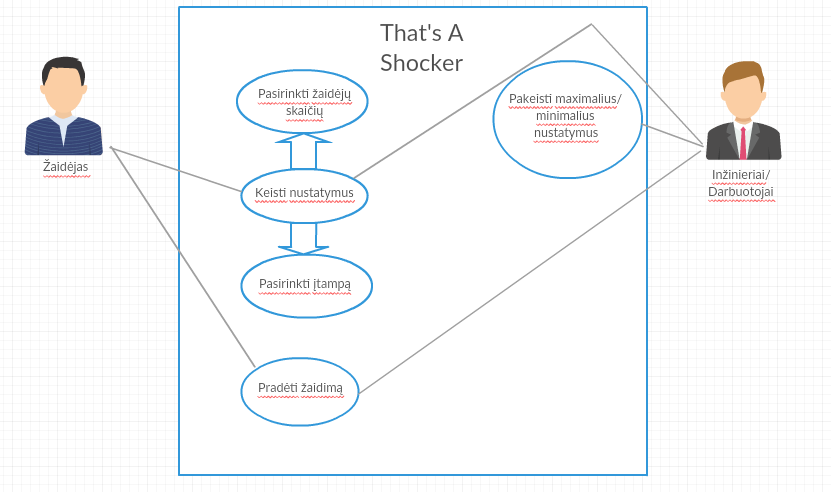 That's A
Shocker
Žaidėjas
Pasirinkti žaidėjų
skaičių
Keisti nustatymus
Pasirinkti įtampą
Pradėti žaidimą
Pakeisti maximalius/
minimalius
nustatymus
Inžinieriai/
Darbuotojai